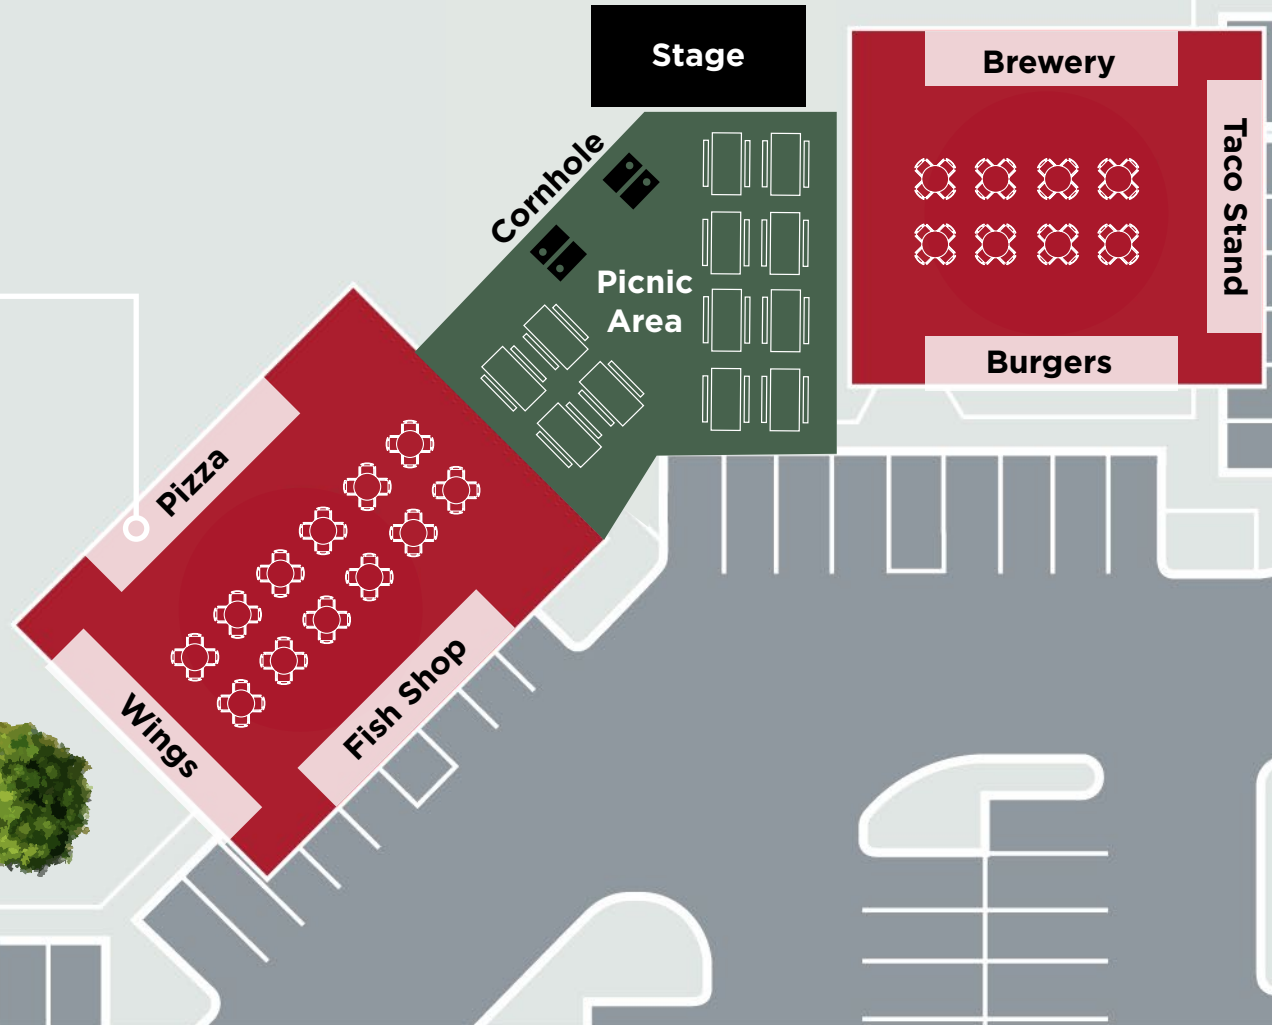 Stage
Brewery
Taco Stand
Cornhole
Picnic
Area
Burgers
Pizza
Fish Shop
Wings